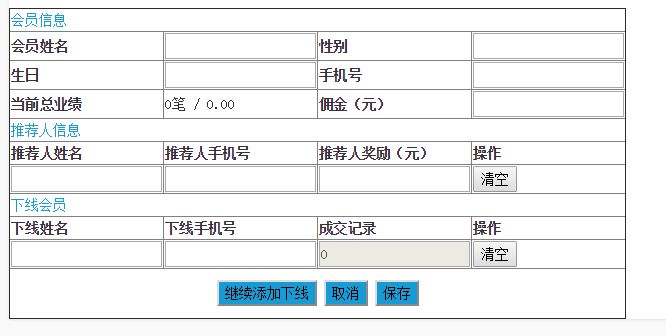 会员信息
会员姓名 性别
生日 手机号
当前总业绩 0笔 / 0.00 佣金（元）
推荐人信息
推荐人姓名 推荐人手机号 推荐人奖励（元） 操作
清空
下线会员
下线姓名 下线手机号 成交记录 操作
0 清空
继续添加下线 取消 保存